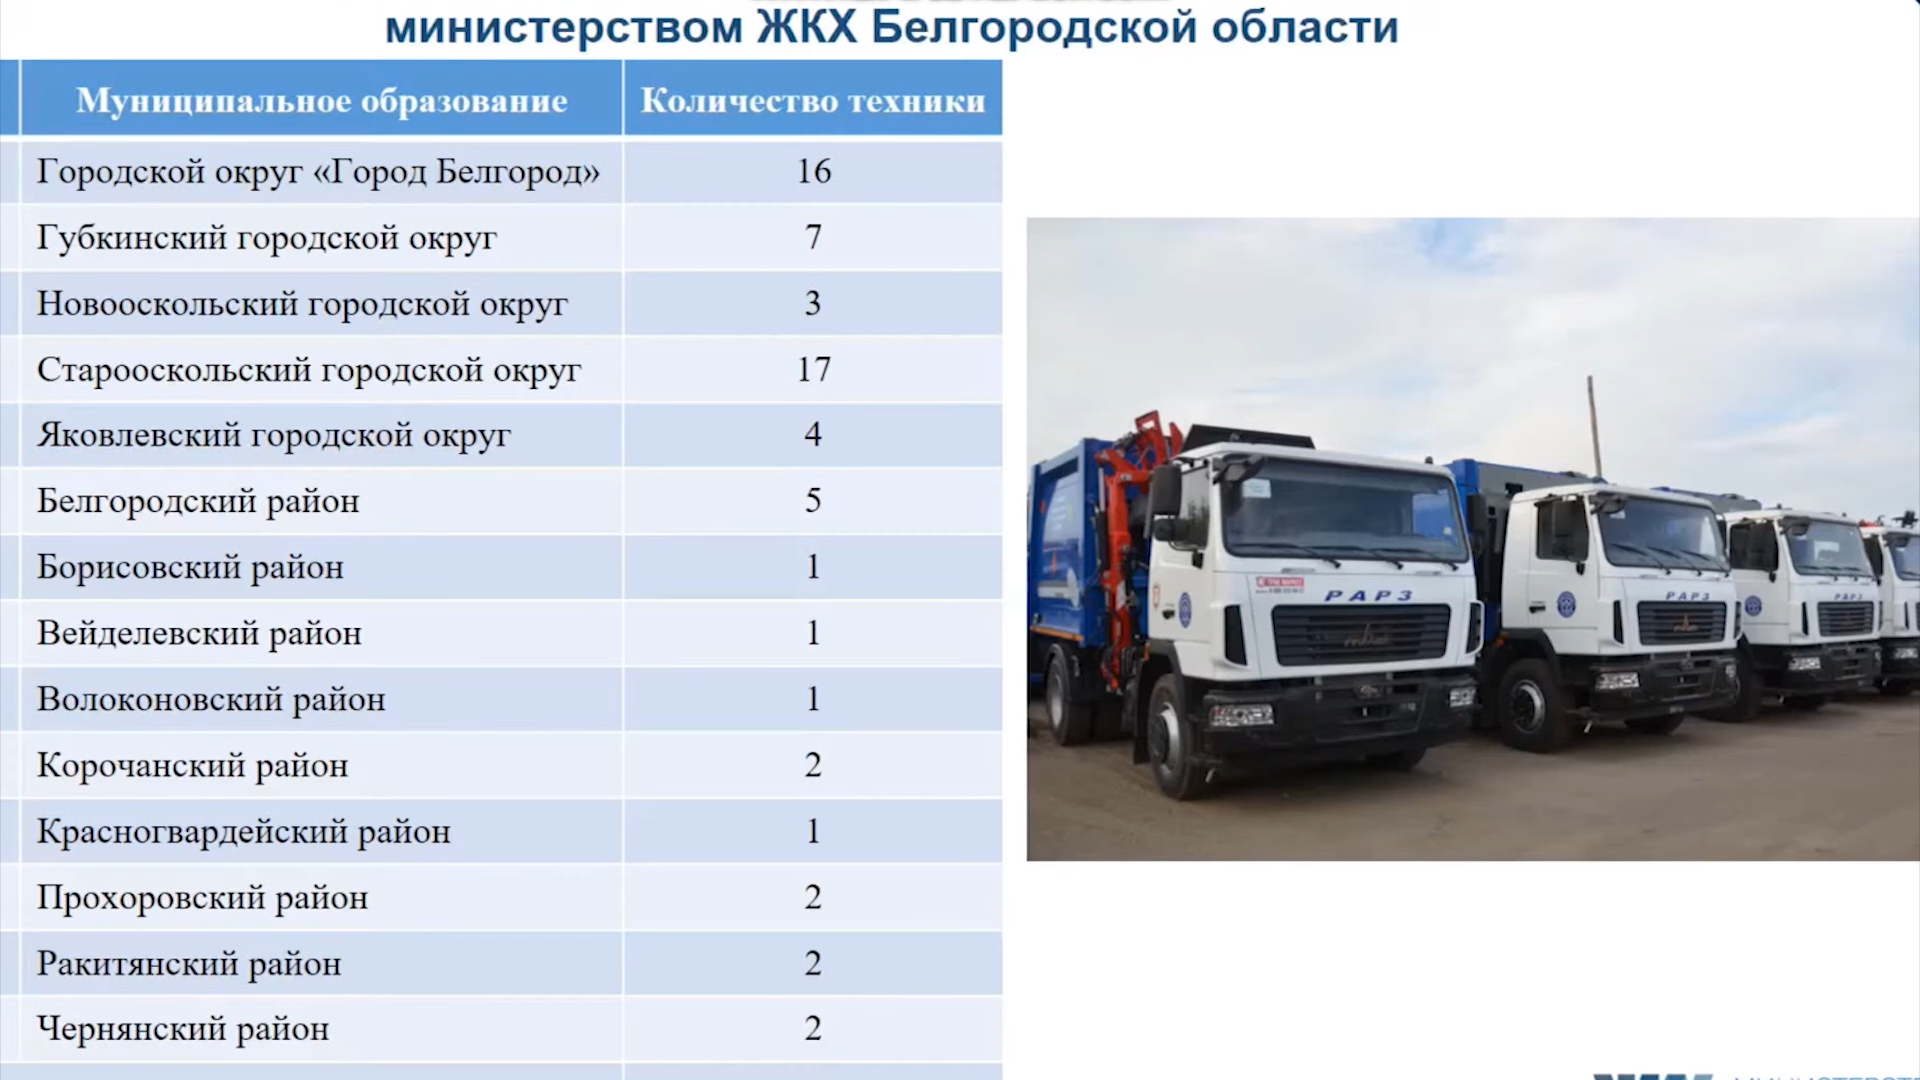 министерством ЖКХ Белгородской области
Муниципальное образование Количество техники
Городской округ «Город Белгород» 16
Губкинский городской округ 7
Новооскольский городской округ 3
Старооскольский городской округ 17
Яковлевский городской округ 4
Белгородский район 5
Борисовский район 1
Вейделевский район 1
Волоконовский район 1
Корочанский район 2
Красногвардейский район 1
Прохоровский район 2
Ракитянский район 2
Чернянский район 2
РАРЗ
РАРЗ
РАРЗ